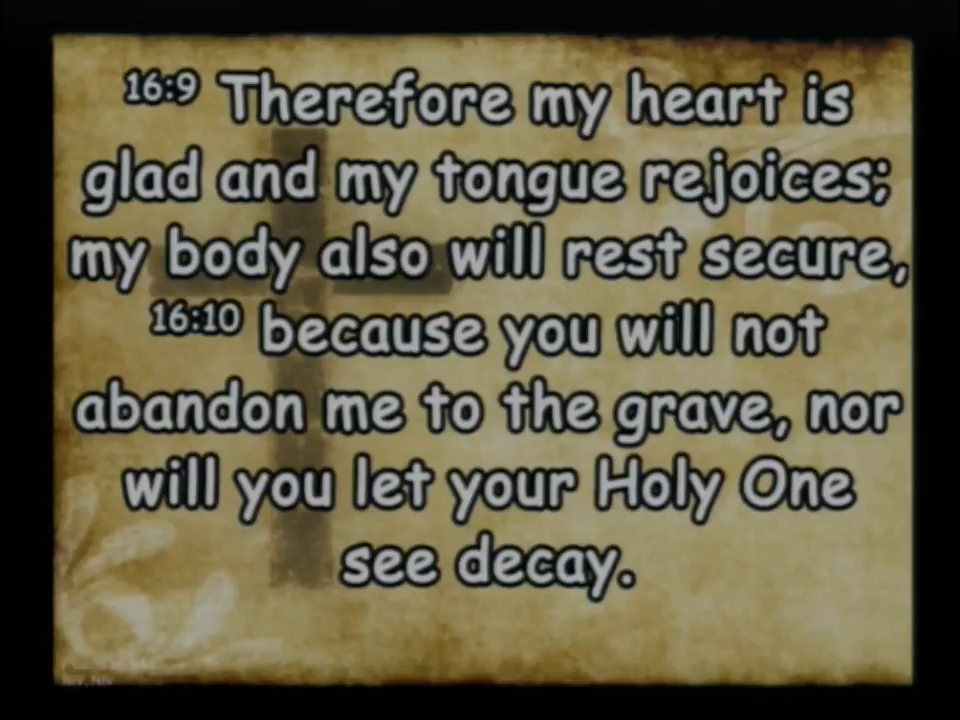 16:9 Therefore my heart is
glad and my tongue rejoices;
my body also will rest secure,
16:10 because you will not
abandon me to the grave, nor
will you let your Holy One
see decay.